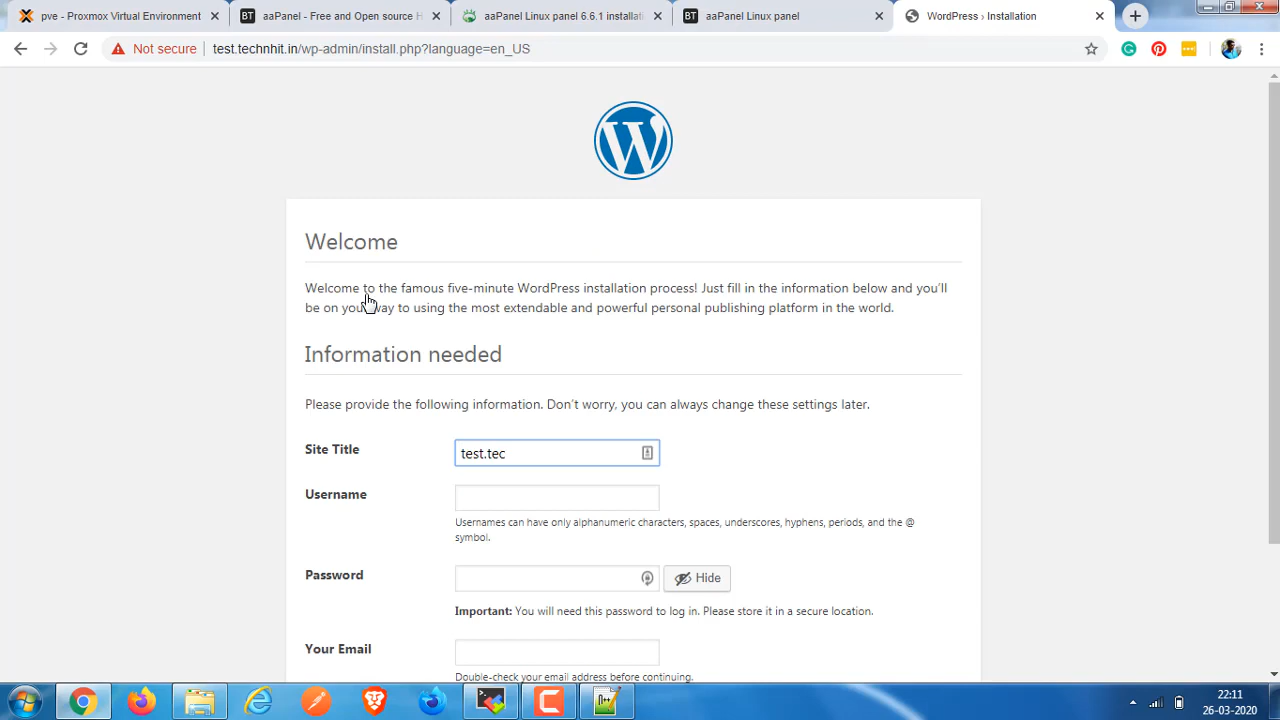 pve - Proxmox Virtual Environment
aaPanel - Free and Open source H
aaPanel Linux panel 6.6.1 installati
aaPanel Linux panel
WordPress › Installation
Not secure
test.technhit.in/wp-admin/install.php?language=en_US
Welcome
Welcome to the famous five-minute WordPress installation process! Just fill in the information below and you'll
be on your way to using the most extendable and powerful personal publishing platform in the world.
Information needed
Please provide the following information. Don't worry, you can always change these settings later.
Site Title
test.tec
Username
Usernames can have only alphanumeric characters, spaces, underscores, hyphens, periods, and the @
symbol.
Password
Hide
Important: You will need this password to log in. Please store it in a secure location.
Your Email
Double-check your email address before continuing.
22:11
26-03-2020